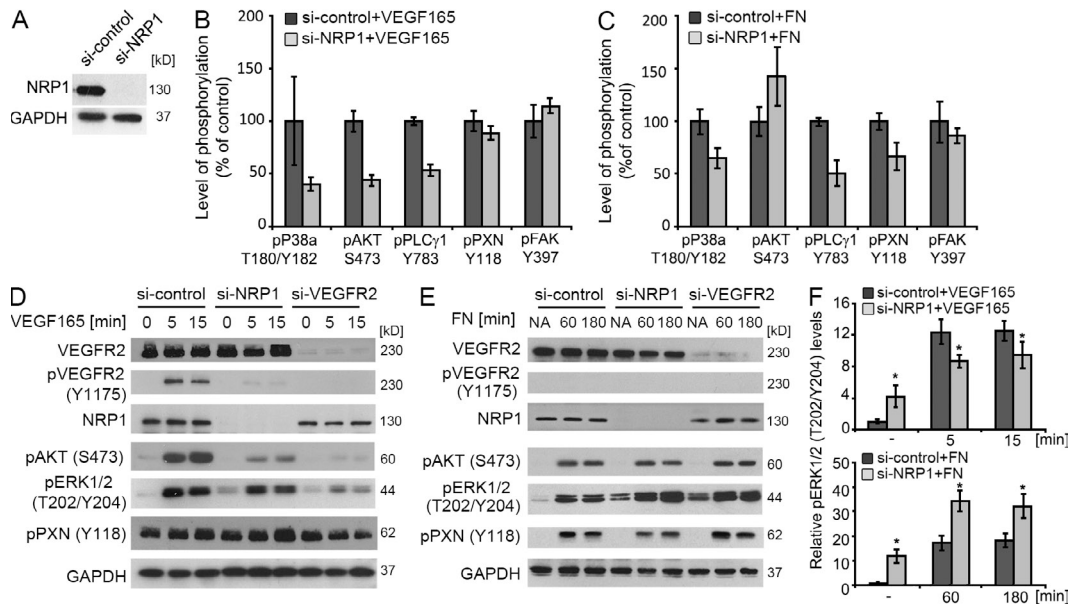 A
si-control
si-NRP1
[kD]
NRP1
130
GAPDH
37
B
si-control+VEGF165
si-NRP1+VEGF165
Level of phosphorylation
(% of control)
200
150
100
50
0
pP38a
T180/Y182
pAKT
S473
pPLCγ1
Y783
pPXN
Y118
pFAK
Y397
C
si-control+FN
si-NRP1+FN
Level of phosphorylation
(%of control)
200
150
100
50
0
pP38a
T180/Y182
pAKT
S473
pPLCγ1
Y783
pPXN
Y118
pFAK
Y397
D
si-control si-NRP1 si-VEGFR2
VEGF165 [min] 0 5 15 0 5 15 0 5 15
[kD]
VEGFR2 230
pVEGFR2
(Y1175) 230
NRP1 130
pAKT (S473) 60
pERK1/2
(T202/Y204) 44
pPXN (Y118) 62
GAPDH 37
E
si-control si-NRP1 si-VEGFR2
FN [min] NA 60 180 NA 60 180 NA 60 180
[kD]
VEGFR2 230
pVEGFR2
(Y1175) 230
NRP1 130
pAKT (S473) 60
pERK1/2
(T202/Y204) 44
pPXN (Y118) 62
GAPDH 37
F
si-control+VEGF165
si-NRP1+VEGF165
Relative pERK1/2 (T202/Y204) levels
16
12
8
4
0
* * *
- 5 15 [min]
si-control+FN
si-NRP1+FN
50
40
30
20
10
0
* * *
- 60 180 [min]